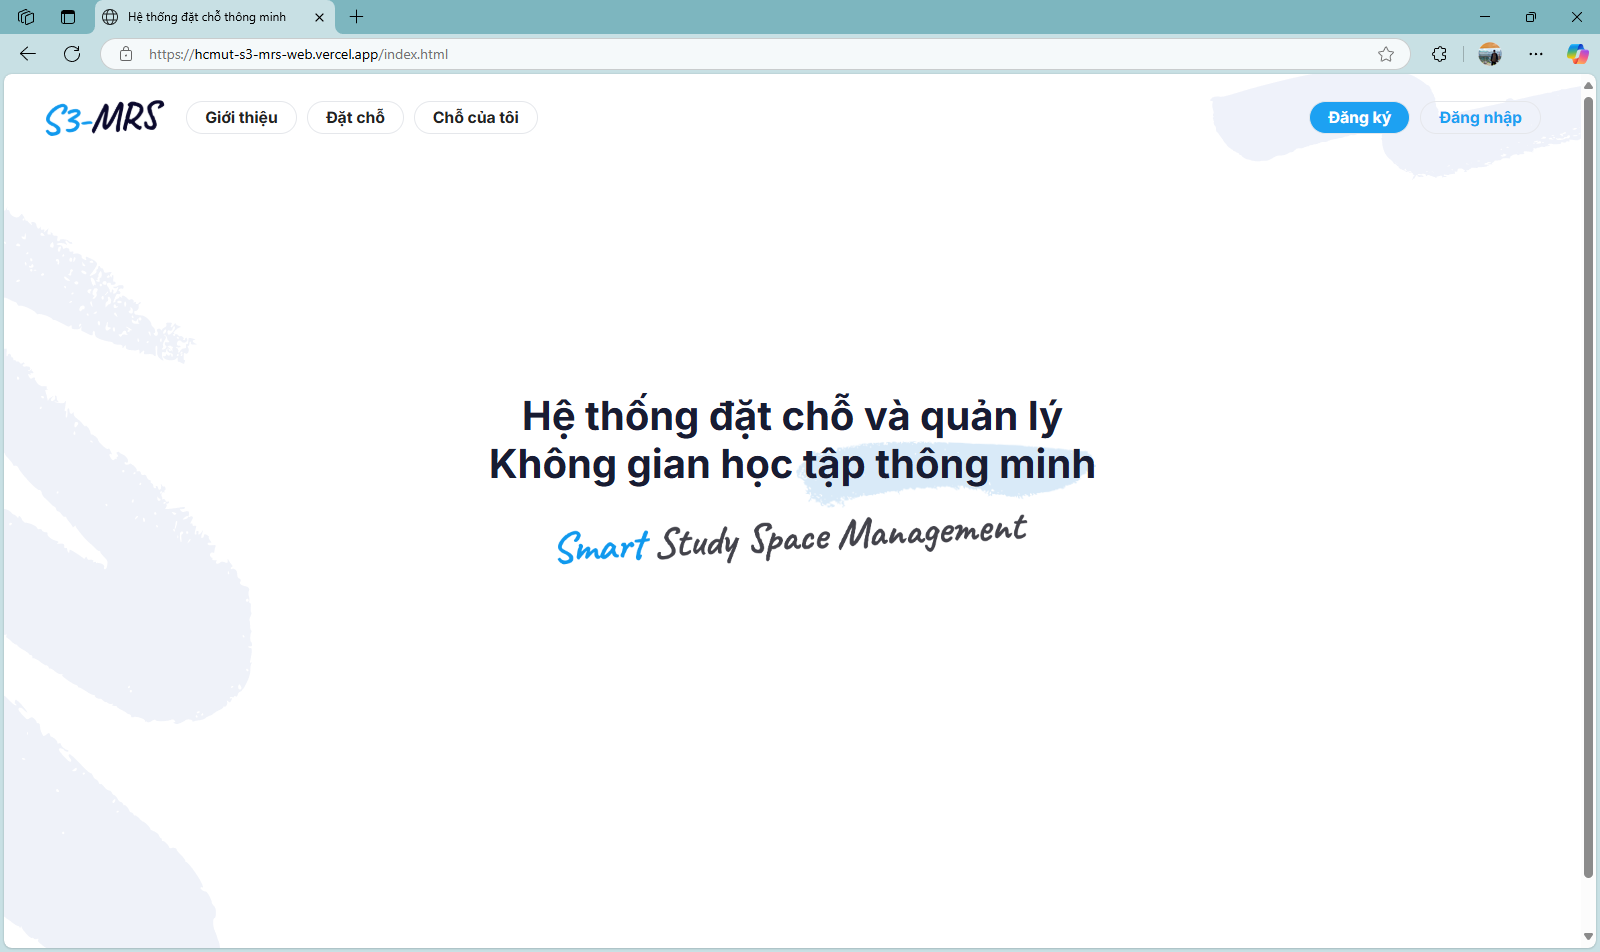 Hệ thống đặt chỗ thông minh
https://hcmut-s3-mrs-web.vercel.app/index.html
S3-MRS
Giới thiệu
Đặt chỗ
Chỗ của tôi
Đăng ký
Đăng nhập
Hệ thống đặt chỗ và quản lý
Không gian học tập thông minh
Smart Study Space Management